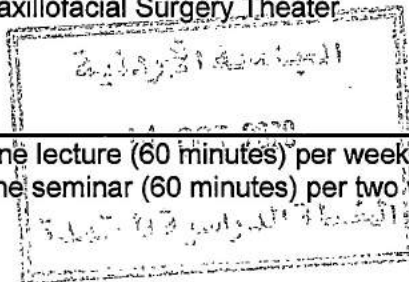 axillofacial Surgery Theater
الجامعة الأردنية
ne lecture (60 minutes) per week
ne seminar (60 minutes) per two